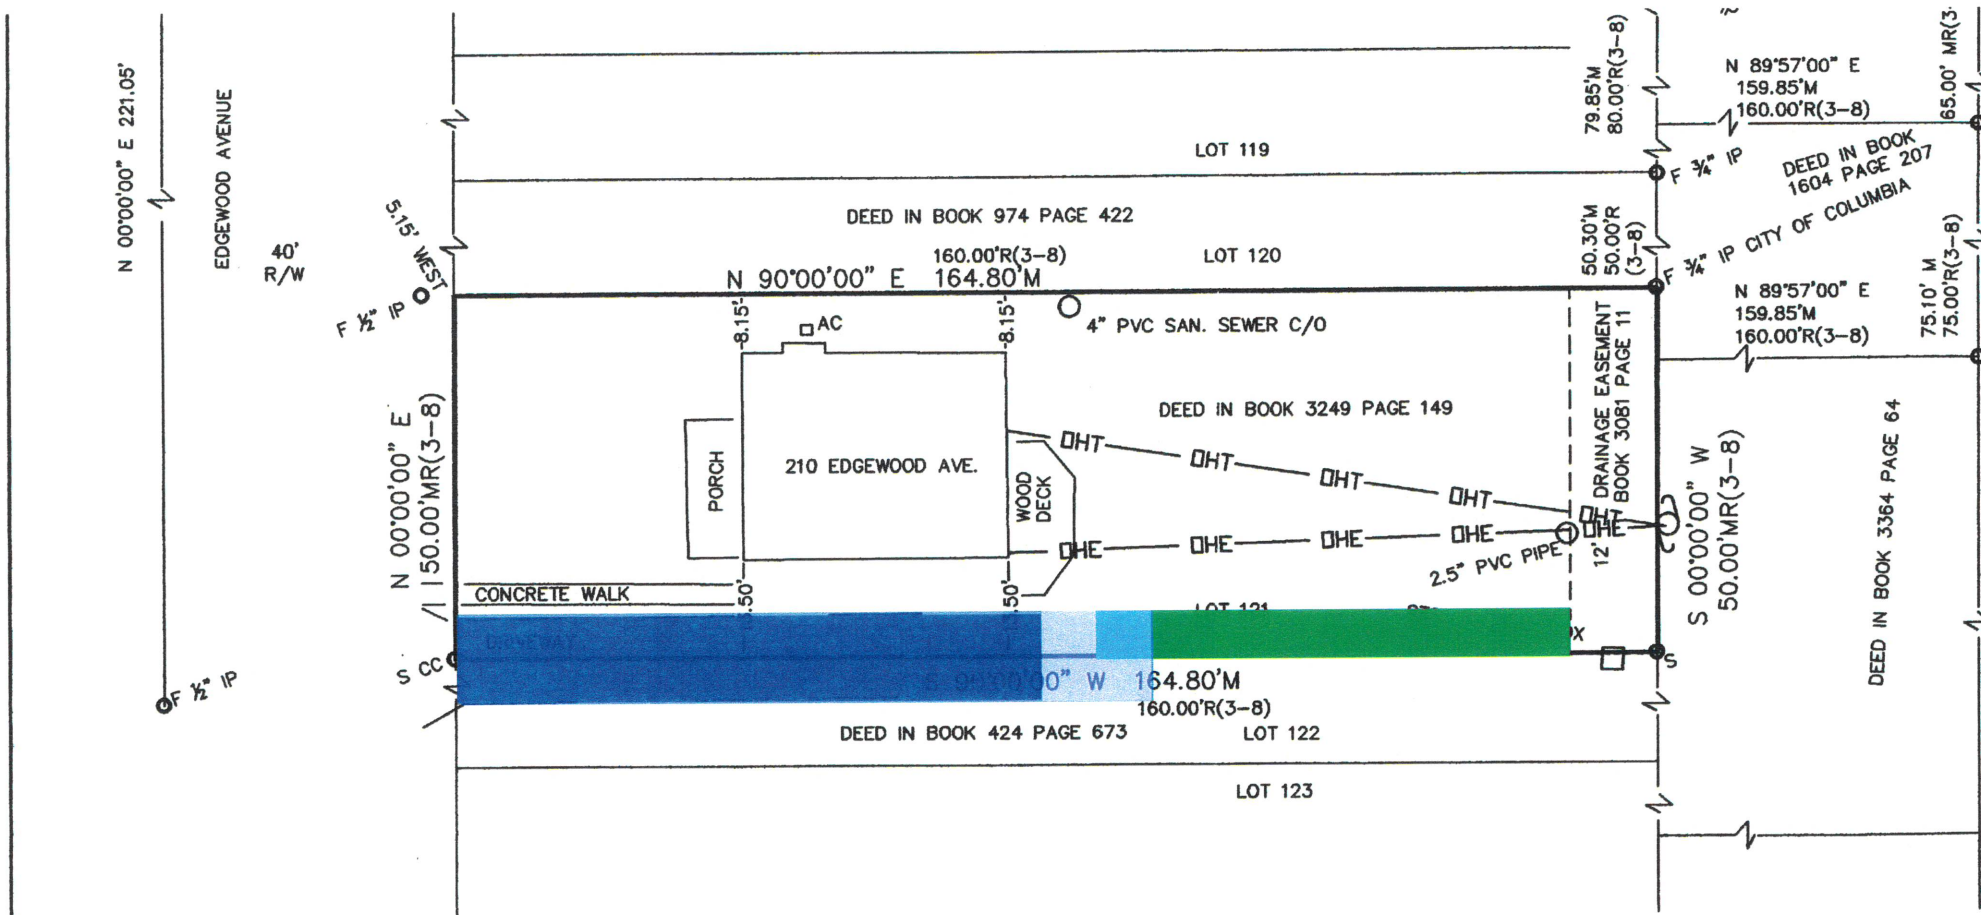 N 00°00'00" E 221.05'
EDGEWOOD AVENUE
40'
R/W
5.15' WEST
F ½" IP
F ½" IP
LOT 119
DEED IN BOOK 974 PAGE 422
160.00'R(3-8)
LOT 120
N 90°00'00" E 164.80'M
79.85'M
80.00'R(3-8)
50.30'M
50.00'R
(3-8)
N 89°57'00" E
159.85'M
160.00'R(3-8)
65.00' MR(3-
F ¾" IP
DEED IN BOOK
1604 PAGE 207
F ¾" IP CITY OF COLUMBIA
N 89°57'00" E
159.85'M
160.00'R(3-8)
75.10' M
75.00'R(3-8)
8.15'
8.15'
AC
4" PVC SAN. SEWER C/O
DEED IN BOOK 3249 PAGE 149
DRAINAGE EASEMENT
BOOK 3081 PAGE 11
12'
N 00°00'00" E
150.00'MR(3-8)
PORCH
210 EDGEWOOD AVE.
WOOD
DECK
OHT OHT OHT OHT OHT
OHE OHE OHE OHE OHE
2.5" PVC PIPE
S 00°00'00" W
50.00'MR(3-8)
DEED IN BOOK 3364 PAGE 64
CONCRETE WALK
.50'
.50'
LOT 121
DRIVEWAY
S CC
S
S 90°00'00" W 164.80'M
160.00'R(3-8)
DEED IN BOOK 424 PAGE 673
LOT 122
LOT 123